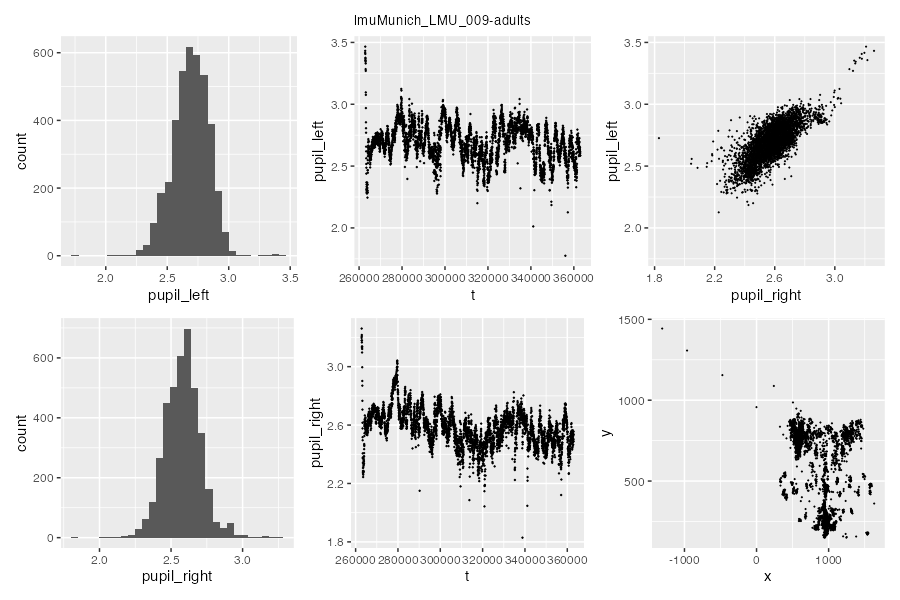 lmuMunich_LMU_009-adults
count
600
400
200
0
2.0 2.5 3.0 3.5
pupil_left
pupil_left
3.5
3.0
2.5
2.0
260000 280000 300000 320000 340000 360000
t
pupil_left
3.5
3.0
2.5
2.0
1.8 2.2 2.6 3.0
pupil_right
count
600
400
200
0
2.0 2.5 3.0
pupil_right
pupil_right
3.0
2.6
2.2
1.8
260000 280000 300000 320000 340000 360000
t
y
1500
1000
500
-1000 0 1000
x